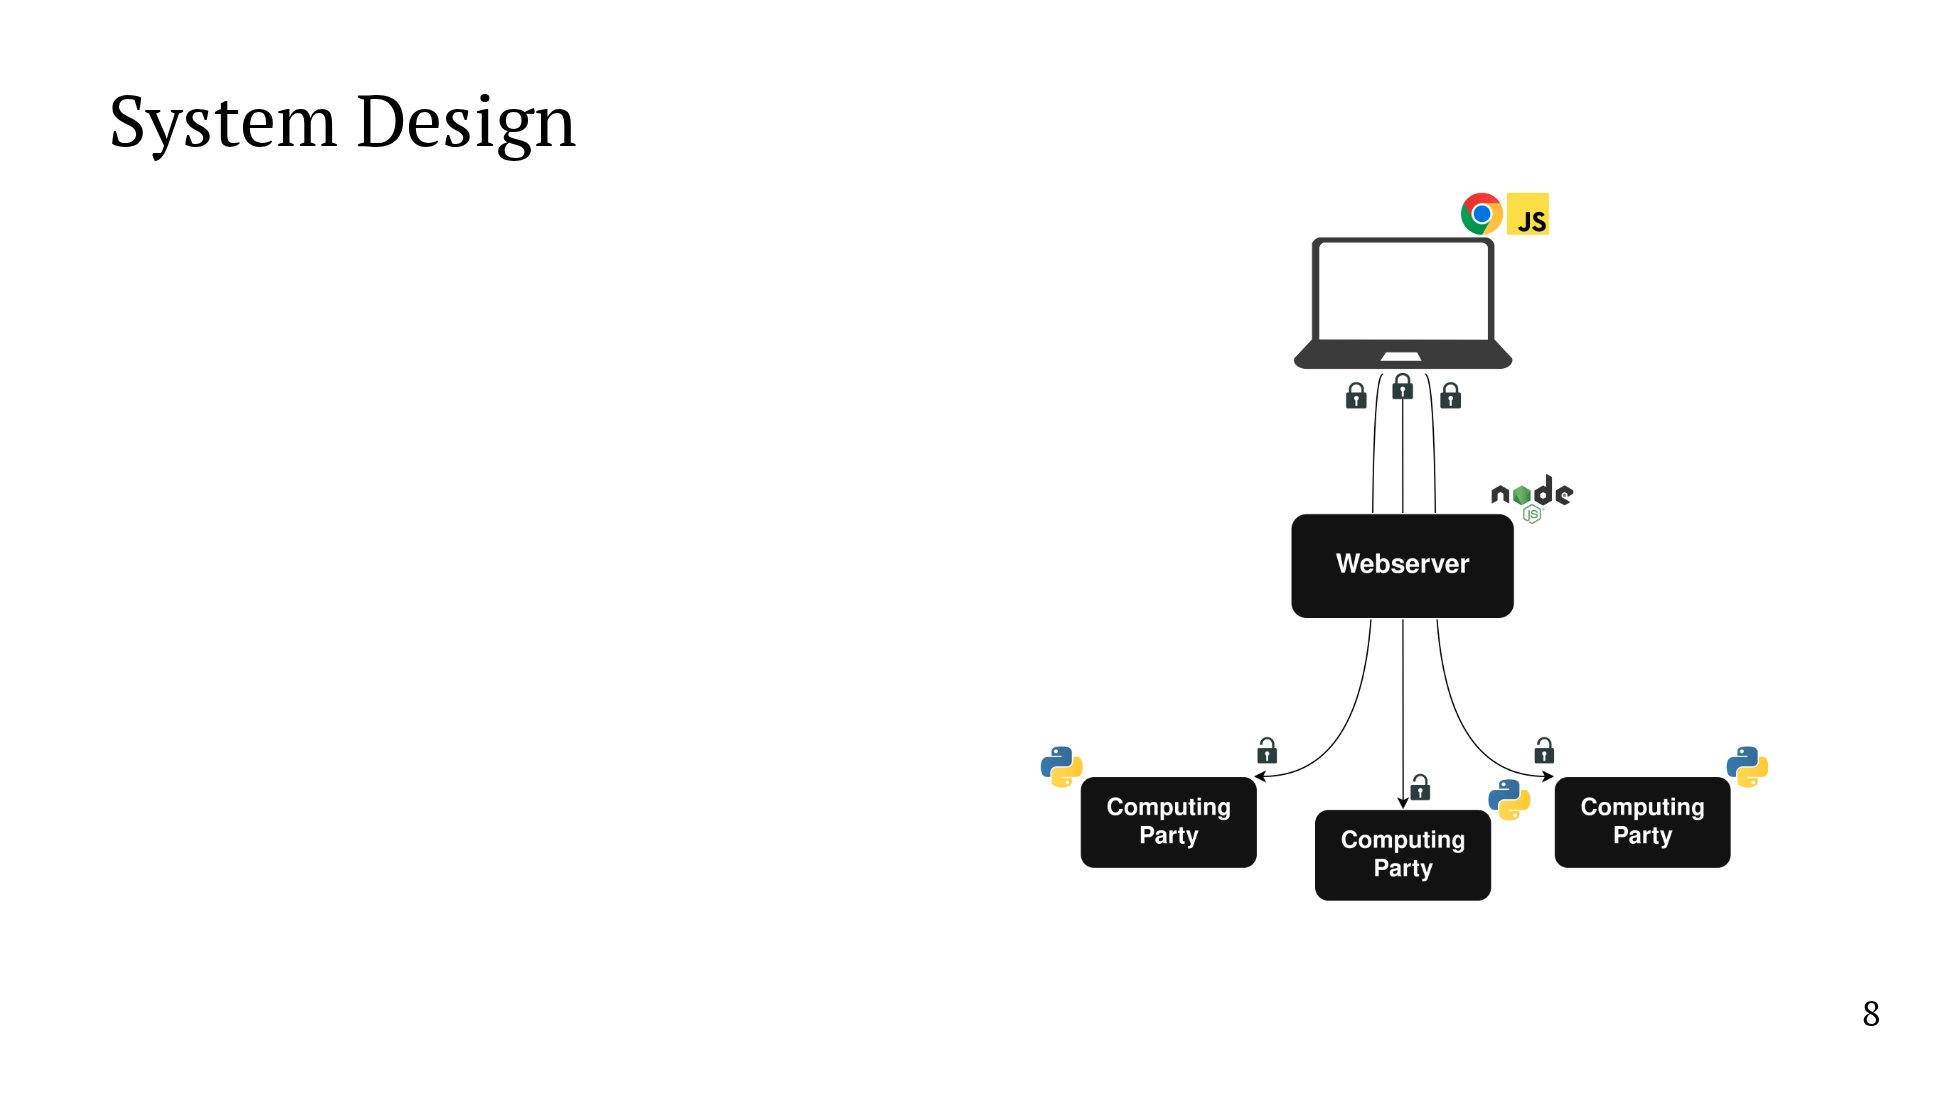 System Design
JS
node
JS
Webserver
Computing
Party
Computing
Party
Computing
Party
8